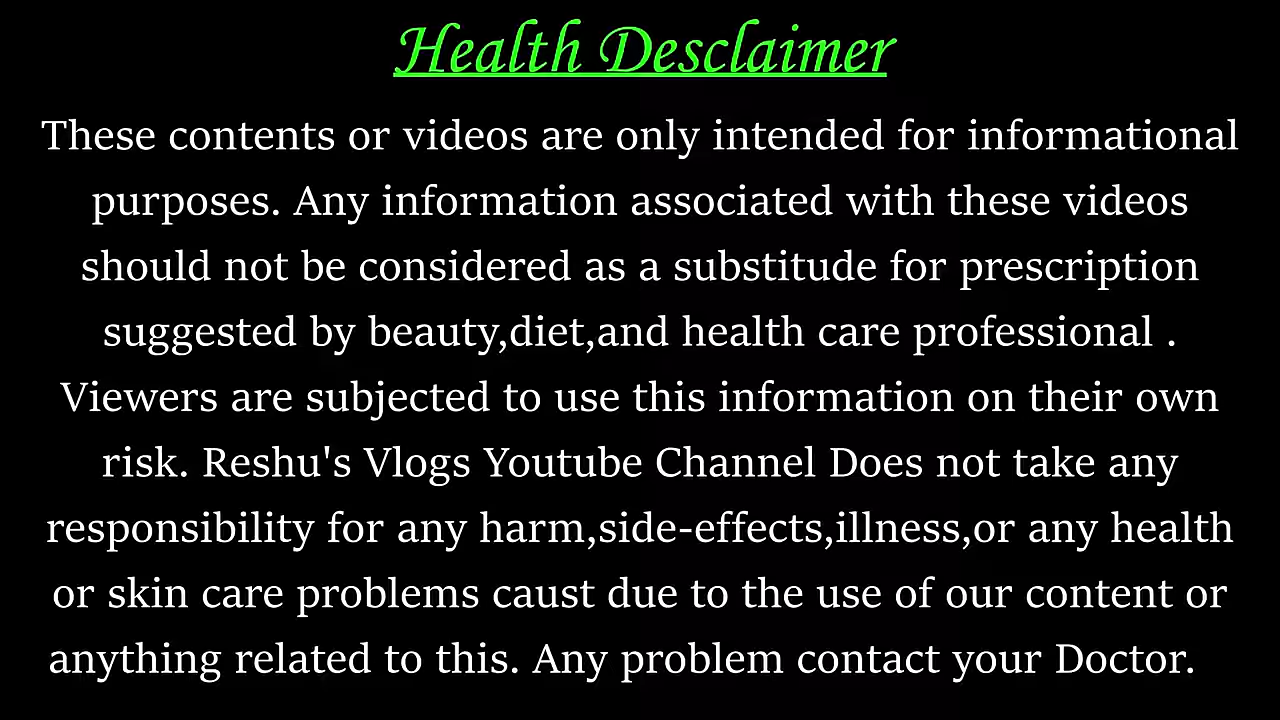 Health Desclaimer
These contents or videos are only intended for informational
purposes. Any information associated with these videos
should not be considered as a substitude for prescription
suggested by beauty,diet,and health care professional .
Viewers are subjected to use this information on their own
risk. Reshu's Vlogs Youtube Channel Does not take any
responsibility for any harm,side-effects,illness,or any health
or skin care problems caust due to the use of our content or
anything related to this. Any problem contact your Doctor.